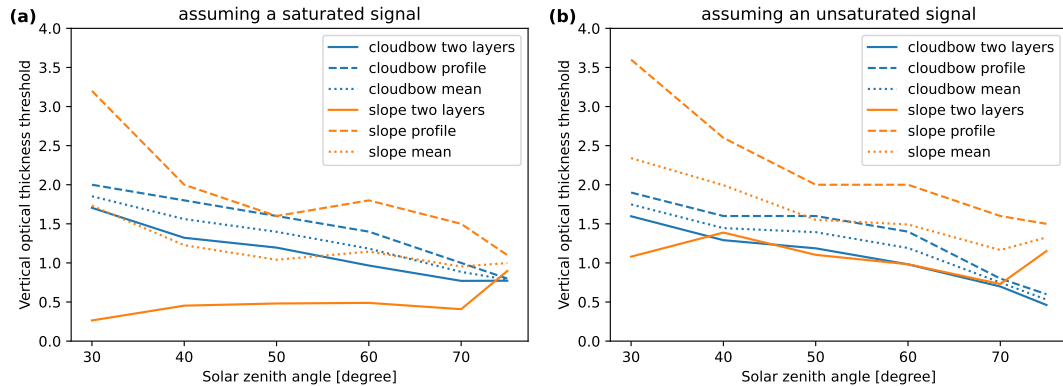 (a)
assuming a saturated signal
Vertical optical thickness threshold
4.0
3.5
3.0
2.5
2.0
1.5
1.0
0.5
0.0
cloudbow two layers
cloudbow profile
cloudbow mean
slope two layers
slope profile
slope mean
30 40 50 60 70
Solar zenith angle [degree]
(b)
assuming an unsaturated signal
Vertical optical thickness threshold
4.0
3.5
3.0
2.5
2.0
1.5
1.0
0.5
0.0
cloudbow two layers
cloudbow profile
cloudbow mean
slope two layers
slope profile
slope mean
30 40 50 60 70
Solar zenith angle [degree]